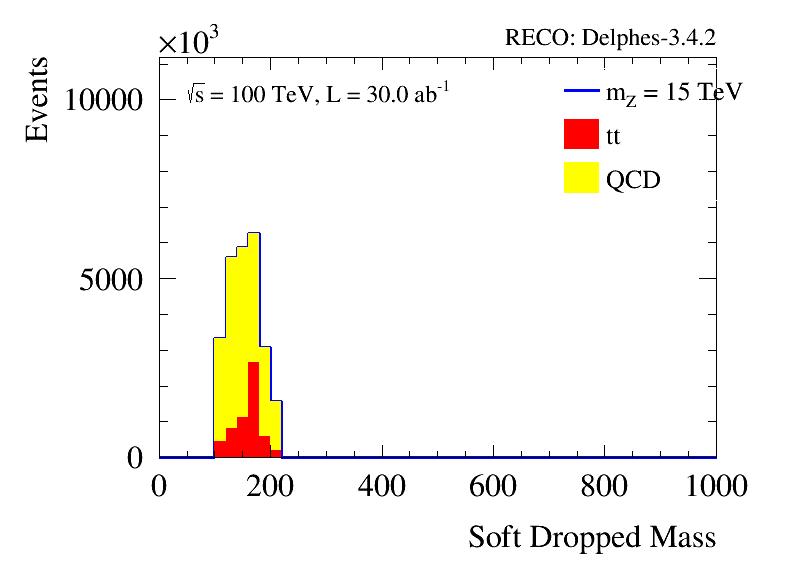 ×10³
RECO: Delphes-3.4.2
Events
√s = 100 TeV, L = 30.0 ab⁻¹
m_Z = 15 TeV
tt
QCD
10000
5000
0
0 200 400 600 800 1000
Soft Dropped Mass